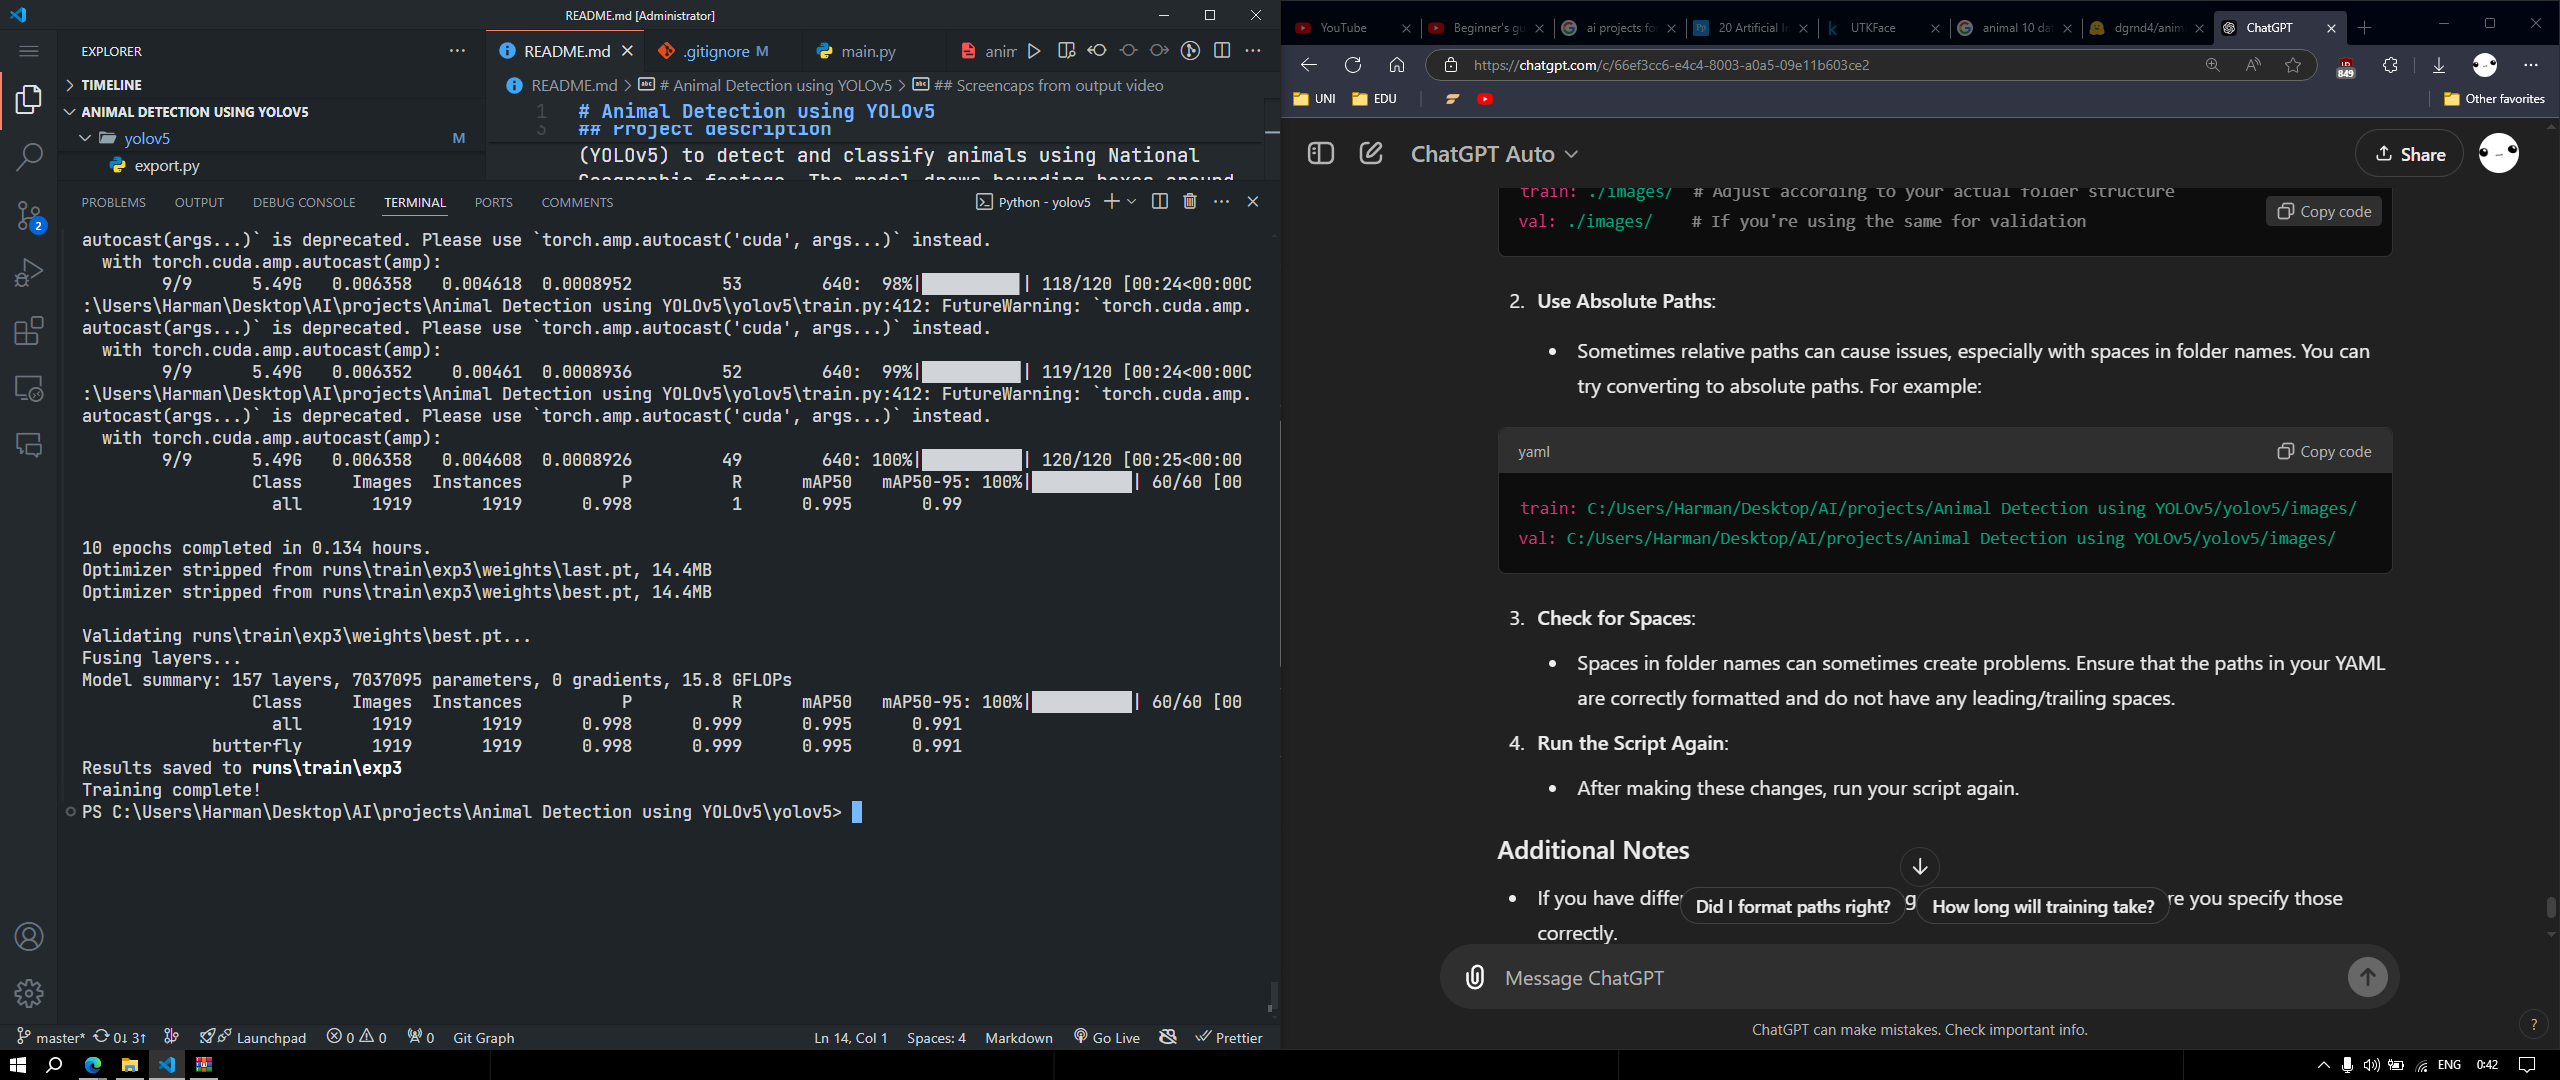 README.md [Administrator]
EXPLORER
TIMELINE
ANIMAL DETECTION USING YOLOV5
yolov5 M
export.py
README.md
.gitignore M
main.py
anim
README.md > # Animal Detection using YOLOv5 > ## Screencaps from output video
1 # Animal Detection using YOLOv5
3 ## Project description
(YOLOv5) to detect and classify animals using National
Geographic footage. The model draws bounding boxes around
PROBLEMS OUTPUT DEBUG CONSOLE TERMINAL PORTS COMMENTS
Python - yolov5
autocast(args...)` is deprecated. Please use `torch.amp.autocast('cuda', args...)` instead.
with torch.cuda.amp.autocast(amp):
9/9 5.49G 0.006358 0.004618 0.0008952 53 640: 98%| | 118/120 [00:24<00:00C
:\Users\Harman\Desktop\AI\projects\Animal Detection using YOLOv5\yolov5\train.py:412: FutureWarning: `torch.cuda.amp.
autocast(args...)` is deprecated. Please use `torch.amp.autocast('cuda', args...)` instead.
with torch.cuda.amp.autocast(amp):
9/9 5.49G 0.006352 0.00461 0.0008936 52 640: 99%| | 119/120 [00:24<00:00C
:\Users\Harman\Desktop\AI\projects\Animal Detection using YOLOv5\yolov5\train.py:412: FutureWarning: `torch.cuda.amp.
autocast(args...)` is deprecated. Please use `torch.amp.autocast('cuda', args...)` instead.
with torch.cuda.amp.autocast(amp):
9/9 5.49G 0.006358 0.004608 0.0008926 49 640: 100%| | 120/120 [00:25<00:00
Class Images Instances P R mAP50 mAP50-95: 100%| | 60/60 [00
all 1919 1919 0.998 1 0.995 0.99
10 epochs completed in 0.134 hours.
Optimizer stripped from runs\train\exp3\weights\last.pt, 14.4MB
Optimizer stripped from runs\train\exp3\weights\best.pt, 14.4MB
Validating runs\train\exp3\weights\best.pt...
Fusing layers...
Model summary: 157 layers, 7037095 parameters, 0 gradients, 15.8 GFLOPs
Class Images Instances P R mAP50 mAP50-95: 100%| | 60/60 [00
all 1919 1919 0.998 0.999 0.995 0.991
butterfly 1919 1919 0.998 0.999 0.995 0.991
Results saved to runs\train\exp3
Training complete!
PS C:\Users\Harman\Desktop\AI\projects\Animal Detection using YOLOv5\yolov5>
2
master* 0↓ 3↑ Launchpad 0 0 0 Git Graph
Ln 14, Col 1 Spaces: 4 Markdown Go Live Prettier
YouTube
Beginner's gu
ai projects fo
20 Artificial In
UTKFace
animal 10 da
dgrnd4/anim
ChatGPT
https://chatgpt.com/c/66ef3cc6-e4c4-8003-a0a5-09e11b603ce2
849
UNI EDU Other favorites
ChatGPT Auto
Share
train: ./images/ # Adjust according to your actual folder structure
val: ./images/ # If you're using the same for validation
Copy code
2. Use Absolute Paths:
• Sometimes relative paths can cause issues, especially with spaces in folder names. You can
try converting to absolute paths. For example:
yaml
Copy code
train: C:/Users/Harman/Desktop/AI/projects/Animal Detection using YOLOv5/yolov5/images/
val: C:/Users/Harman/Desktop/AI/projects/Animal Detection using YOLOv5/yolov5/images/
3. Check for Spaces:
• Spaces in folder names can sometimes create problems. Ensure that the paths in your YAML
are correctly formatted and do not have any leading/trailing spaces.
4. Run the Script Again:
• After making these changes, run your script again.
Additional Notes
• If you have differ re you specify those
correctly.
Did I format paths right?
How long will training take?
Message ChatGPT
ChatGPT can make mistakes. Check important info.
?
ENG 0:42